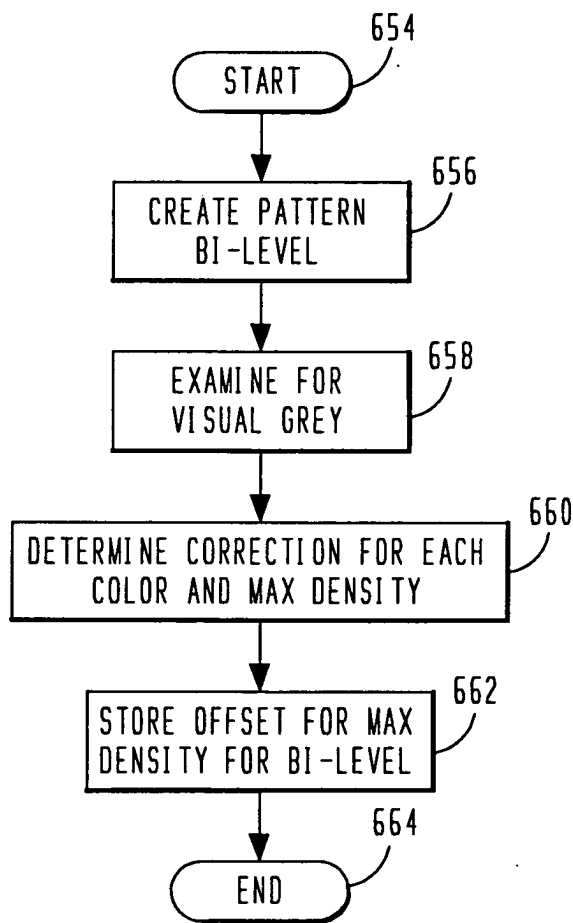 654
START
656
CREATE PATTERN
BI-LEVEL
658
EXAMINE FOR
VISUAL GREY
660
DETERMINE CORRECTION FOR EACH
COLOR AND MAX DENSITY
662
STORE OFFSET FOR MAX
DENSITY FOR BI-LEVEL
664
END